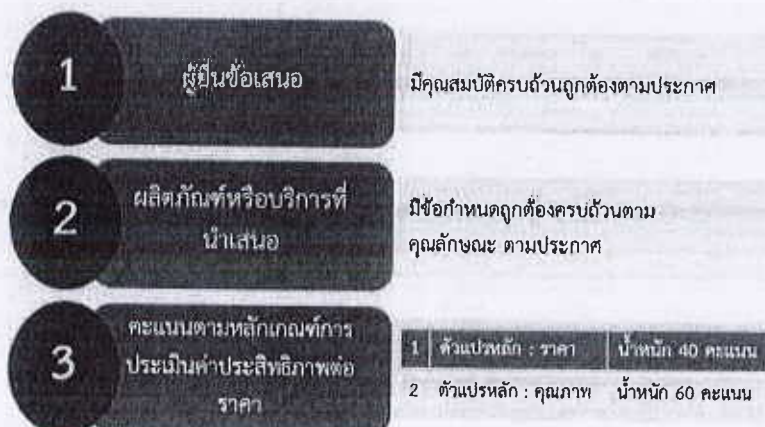 1 ผู้ยื่นข้อเสนอ มีคุณสมบัติครบถ้วนถูกต้องตามประกาศ
2 ผลิตภัณฑ์หรือบริการที่
นำเสนอ
มีข้อกำหนดถูกต้องครบถ้วนตาม
คุณลักษณะ ตามประกาศ
3 คะแนนตามหลักเกณฑ์การ
ประเมินค่าประสิทธิภาพต่อ
ราคา
1 ตัวแปรหลัก : ราคา น้ำหนัก 40 คะแนน
2 ตัวแปรหลัก : คุณภาพ น้ำหนัก 60 คะแนน